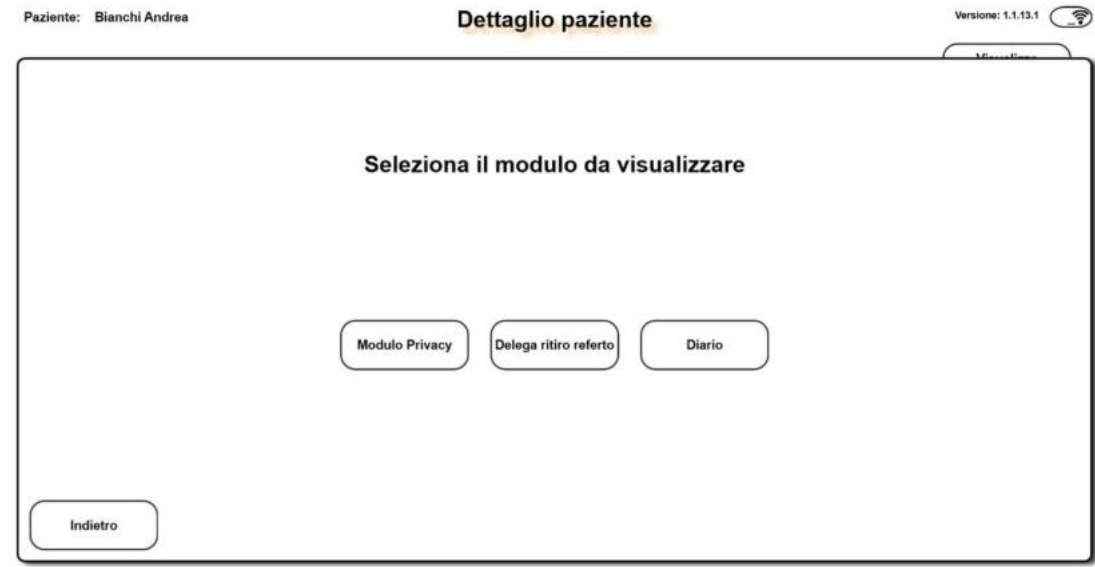 Paziente: Bianchi Andrea
Dettaglio paziente
Versione: 1.1.13.1
Seleziona il modulo da visualizzare
Modulo Privacy
Delega ritiro referto
Diario
Indietro